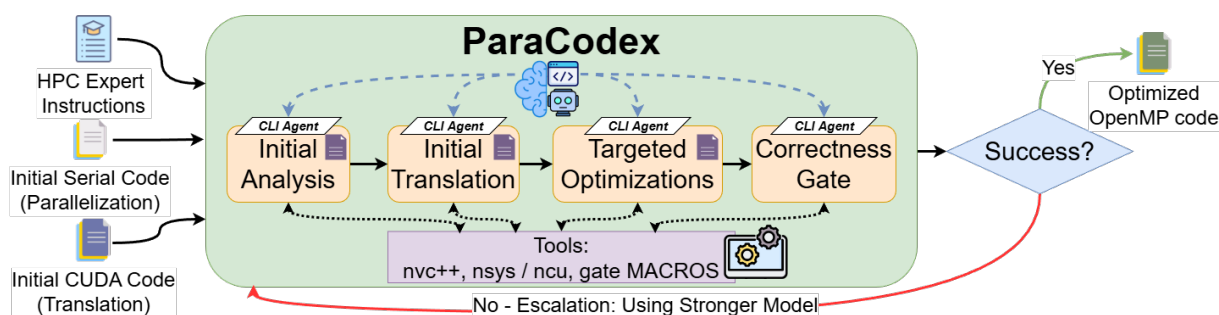 ParaCodex
HPC Expert
Instructions
Initial Serial Code
(Parallelization)
Initial CUDA Code
(Translation)
CLI Agent
Initial
Analysis
CLI Agent
Initial
Translation
CLI Agent
Targeted
Optimizations
CLI Agent
Correctness
Gate
Tools:
nvc++, nsys / ncu, gate MACROS
Success?
Yes
Optimized
OpenMP code
No - Escalation: Using Stronger Model